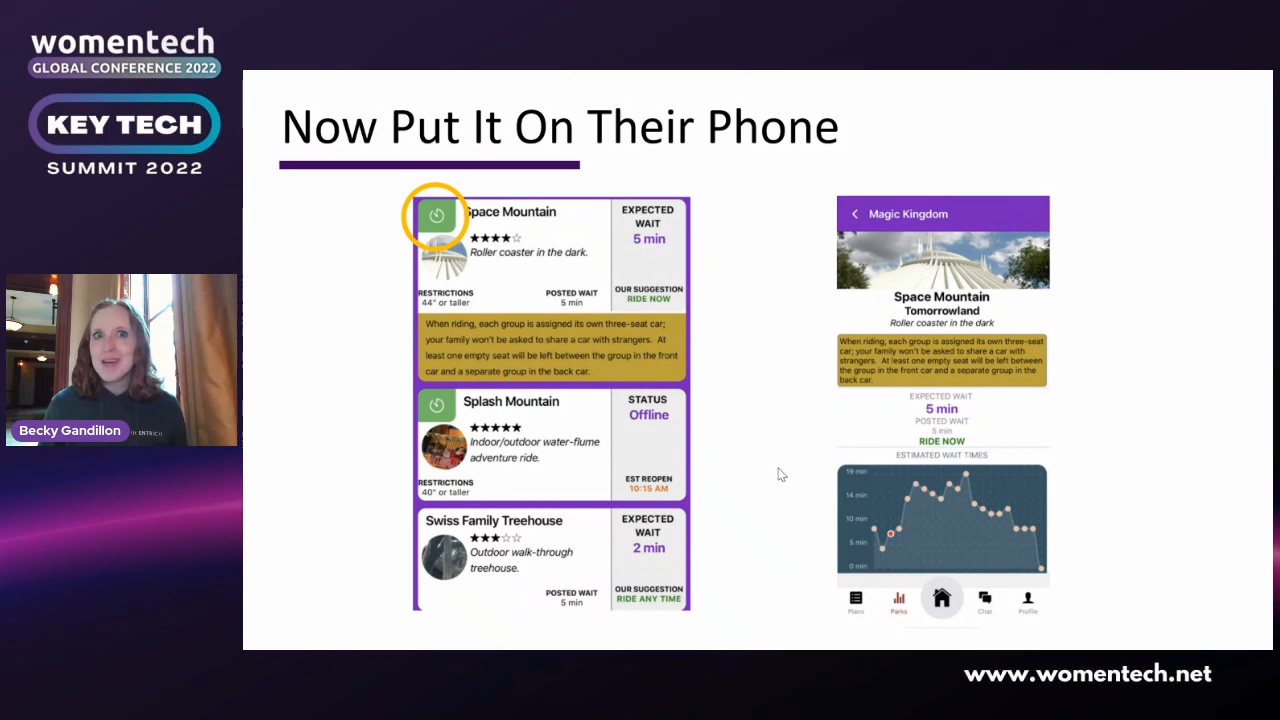 womentech
GLOBAL CONFERENCE 2022
KEY TECH
SUMMIT 2022
Now Put It On Their Phone
Space Mountain
★★★★☆
Roller coaster in the dark.
EXPECTED
WAIT
5 min
RESTRICTIONS
44" or taller
POSTED WAIT
5 min
OUR SUGGESTION
RIDE NOW
When riding, each group is assigned its own three-seat car;
your family won't be asked to share a car with strangers. At
least one empty seat will be left between the group in the front
car and a separate group in the back car.
Splash Mountain
★★★★★
Indoor/outdoor water-flume
adventure ride.
STATUS
Offline
RESTRICTIONS
40" or taller
EST REOPEN
10:15 AM
Swiss Family Treehouse
★★★☆☆
Outdoor walk-through
treehouse.
EXPECTED
WAIT
2 min
POSTED WAIT
5 min
OUR SUGGESTION
RIDE ANY TIME
Magic Kingdom
Space Mountain
Tomorrowland
Roller coaster in the dark
When riding, each group is assigned its own three-seat
car; your family won't be asked to share a car with
strangers. At least one empty seat will be left between
the group in the front car and a separate group in the
back car.
EXPECTED WAIT
5 min
POSTED WAIT
5 min
RIDE NOW
ESTIMATED WAIT TIMES
19 min
14 min
10 min
5 min
0 min
Plans
Parks
Chat
Profile
Becky Gandillon
www.womentech.net